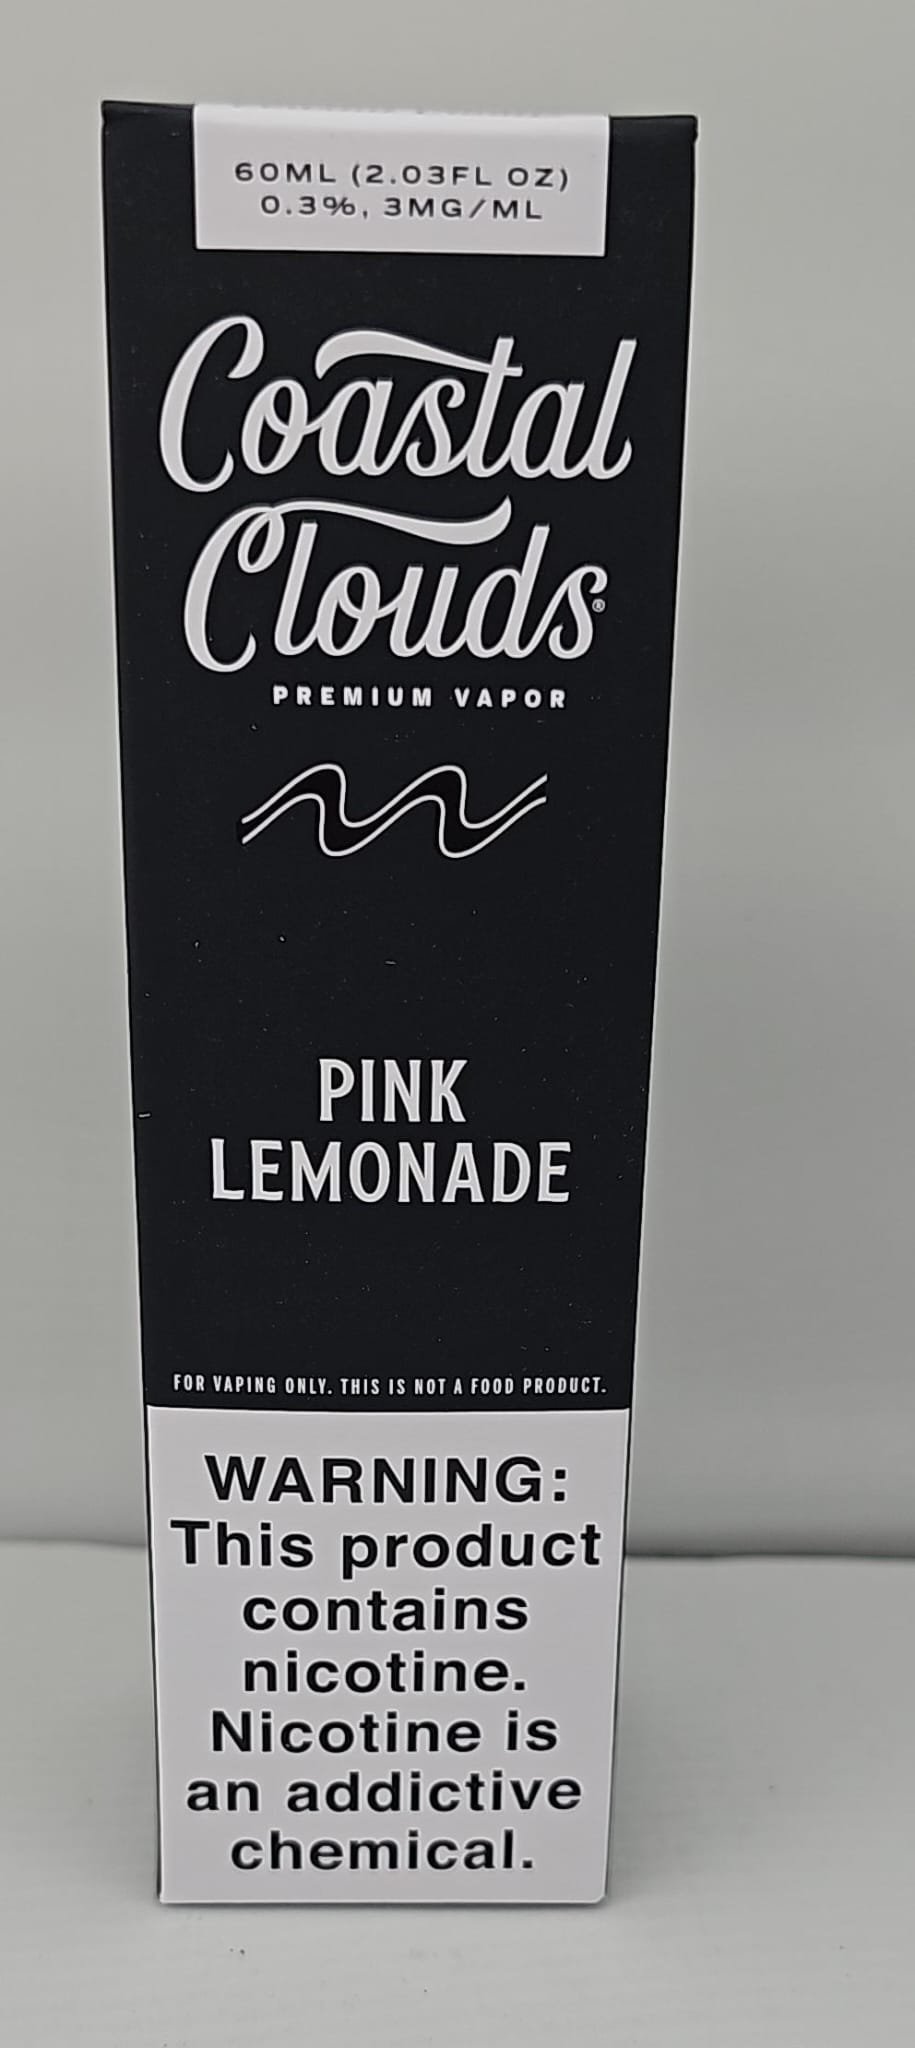 60ML (2.03FL OZ)
0.3%, 3MG/ML
Coastal
Clouds®
PREMIUM VAPOR
PINK
LEMONADE
FOR VAPING ONLY. THIS IS NOT A FOOD PRODUCT.
WARNING:
This product
contains
nicotine.
Nicotine is
an addictive
chemical.